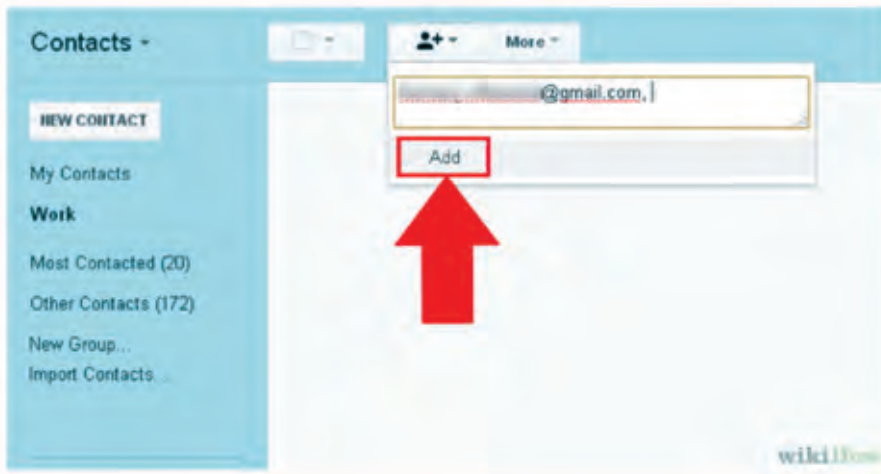 Contacts
More
@gmail.com,
NEW CONTACT
Add
My Contacts
Work
Most Contacted (20)
Other Contacts (172)
New Group...
Import Contacts...
wikiHow